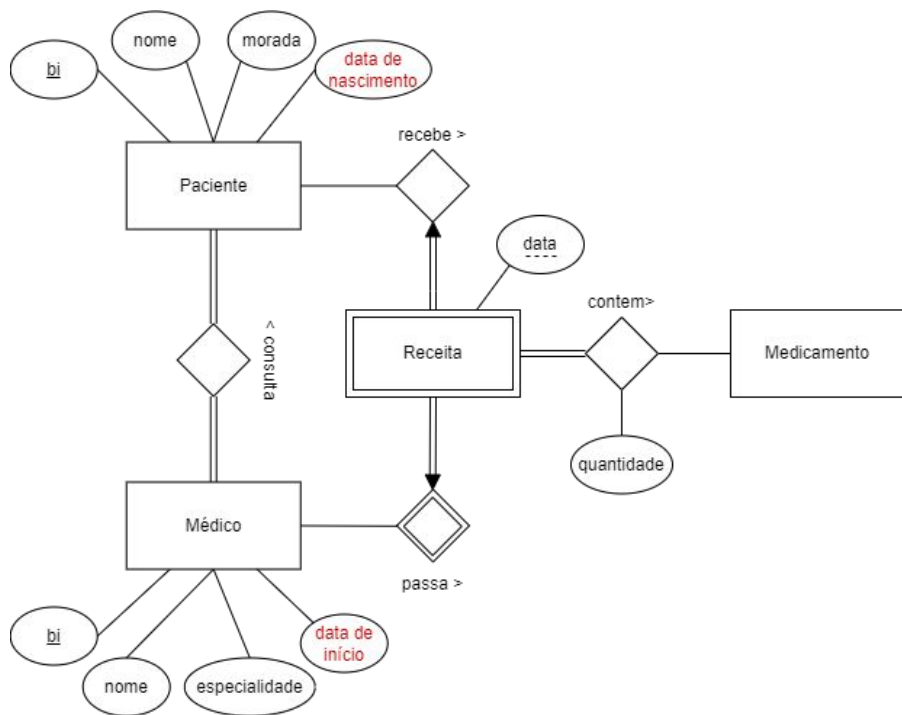 bi
nome
morada
data de
nascimento
recebe >
Paciente
data
contem>
< consulta
Receita
Medicamento
quantidade
Médico
passa >
bi
nome
especialidade
data de
início